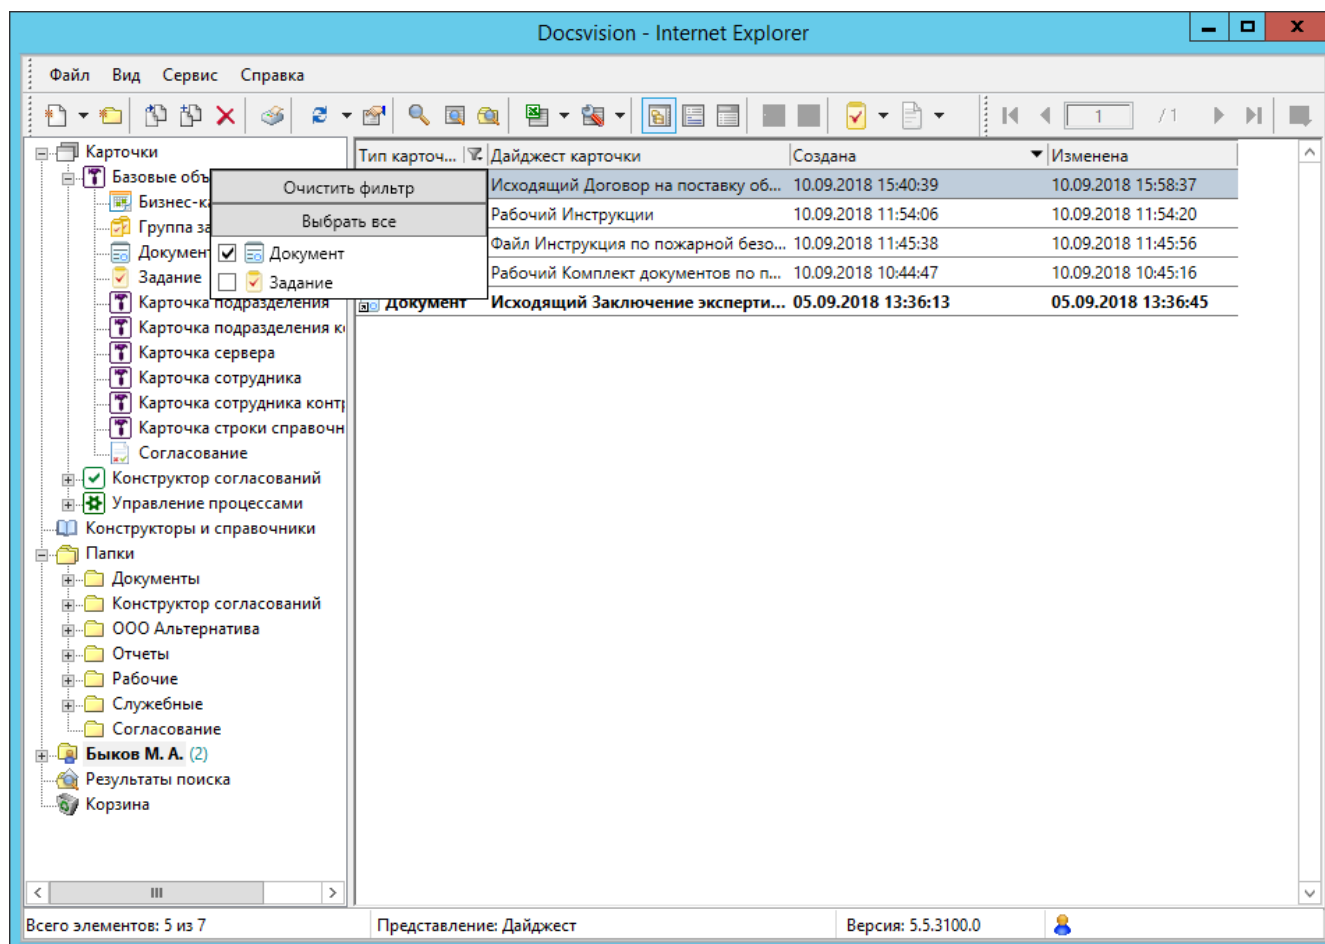 Docsvision - Internet Explorer
Файл Вид Сервис Справка
1 / 1
Карточки
Базовые объ
Бизнес-ка
Группа за
Документ
Задание
Карточка подразделения
Карточка подразделения к
Карточка сервера
Карточка сотрудника
Карточка сотрудника конт
Карточка строки справочн
Согласование
Конструктор согласований
Управление процессами
Конструкторы и справочники
Папки
Документы
Конструктор согласований
ООО Альтернатива
Отчеты
Рабочие
Служебные
Согласование
Быков М. А. (2)
Результаты поиска
Корзина
Очистить фильтр
Выбрать все
Документ
Задание
Тип карточ... Дайджест карточки Создана Изменена
Исходящий Договор на поставку об... 10.09.2018 15:40:39 10.09.2018 15:58:37
Рабочий Инструкции 10.09.2018 11:54:06 10.09.2018 11:54:20
Файл Инструкция по пожарной безо... 10.09.2018 11:45:38 10.09.2018 11:45:56
Рабочий Комплект документов по п... 10.09.2018 10:44:47 10.09.2018 10:45:16
Документ Исходящий Заключение эксперти... 05.09.2018 13:36:13 05.09.2018 13:36:45
Всего элементов: 5 из 7 Представление: Дайджест Версия: 5.5.3100.0